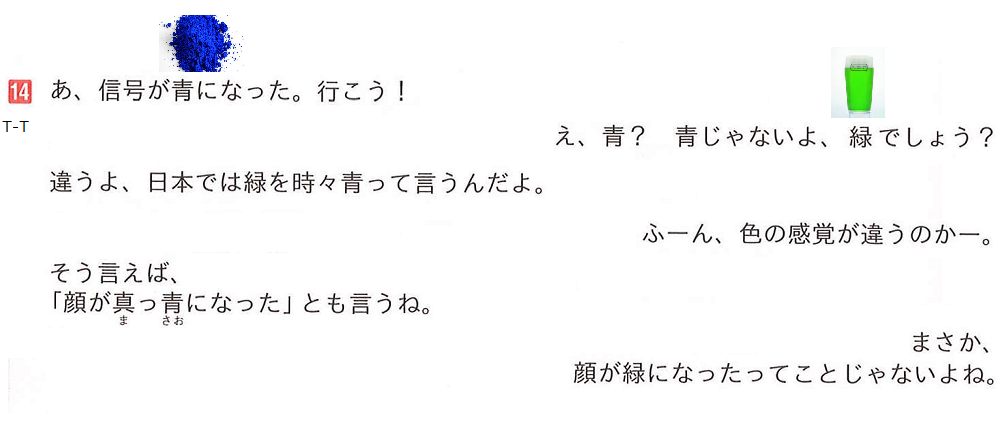 14 あ、信号が青になった。行こう！
T-T
え、青？ 青じゃないよ、緑でしょう？
違うよ、日本では緑を時々青って言うんだよ。
ふーん、色の感覚が違うのかー。
そう言えば、
「顔が真っ青になった」とも言うね。
ま さお
まさか、
顔が緑になったってことじゃないよね。